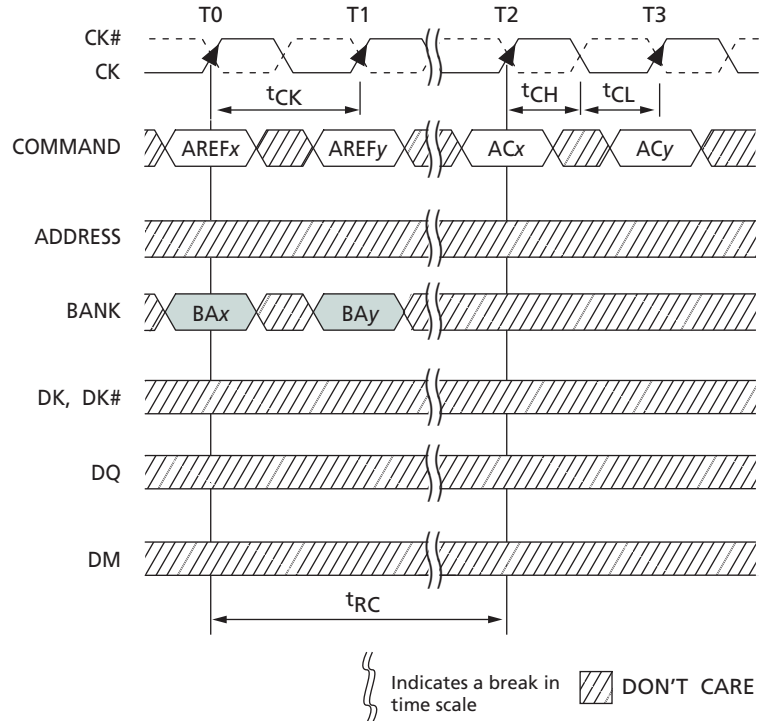 T0 T1 T2 T3
CK#
CK
tCK tCH tCL
COMMAND AREFx AREFy ACx ACy
ADDRESS
BANK BAx BAy
DK, DK#
DQ
DM
tRC
Indicates a break in
time scale
DON'T CARE